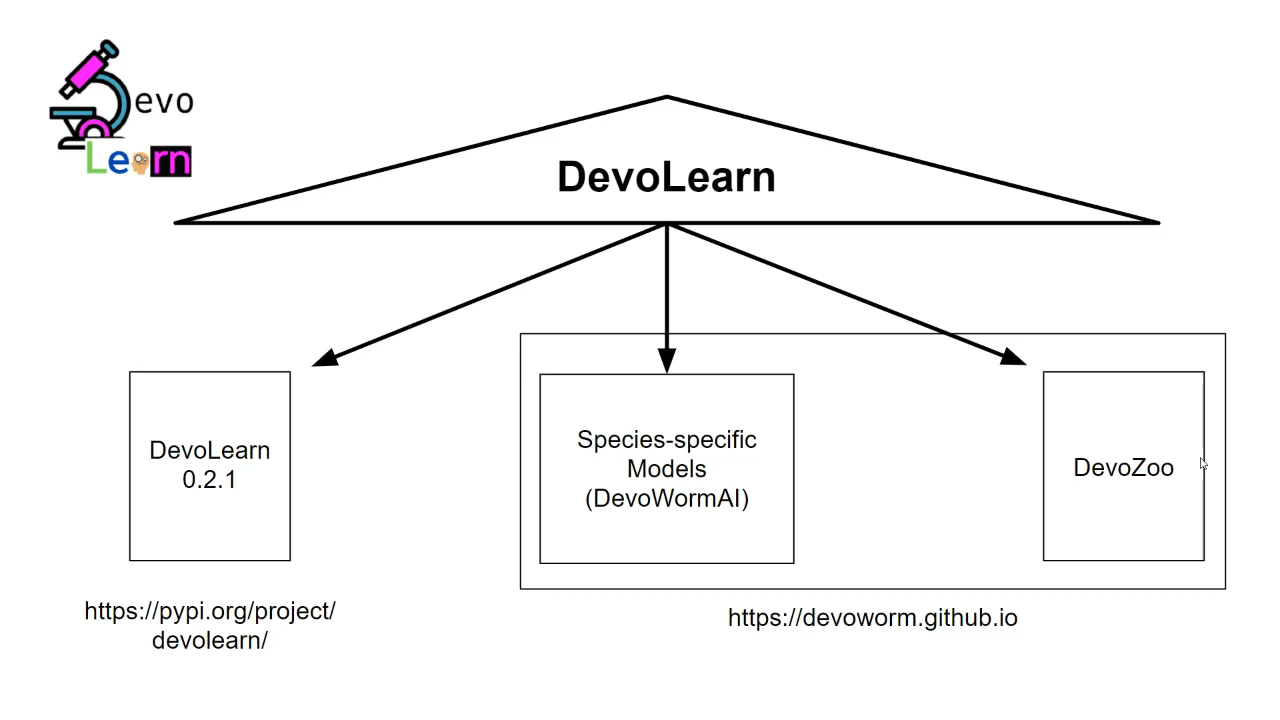 Devo
Learn
DevoLearn
DevoLearn
0.2.1
Species-specific
Models
(DevoWormAI)
DevoZoo
https://pypi.org/project/
devolearn/
https://devoworm.github.io